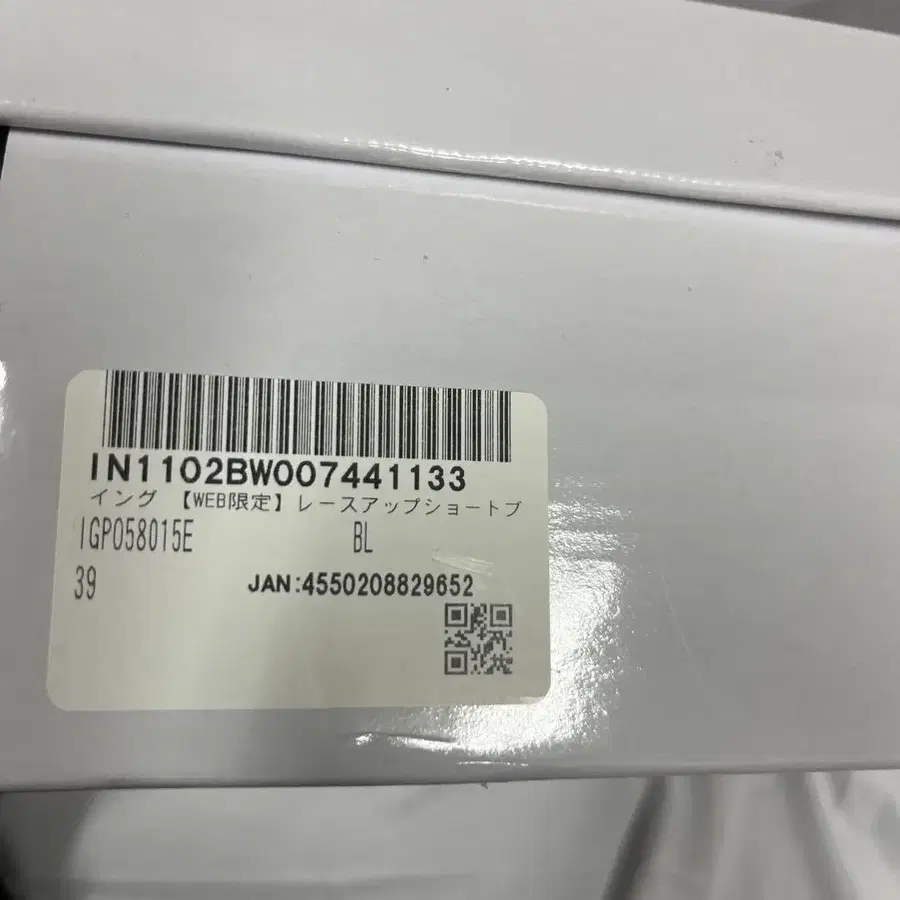 IN1102BW007441133
イング 【WEB限定】レースアップショートブ
IGP058015E BL
39 JAN:4550208829652